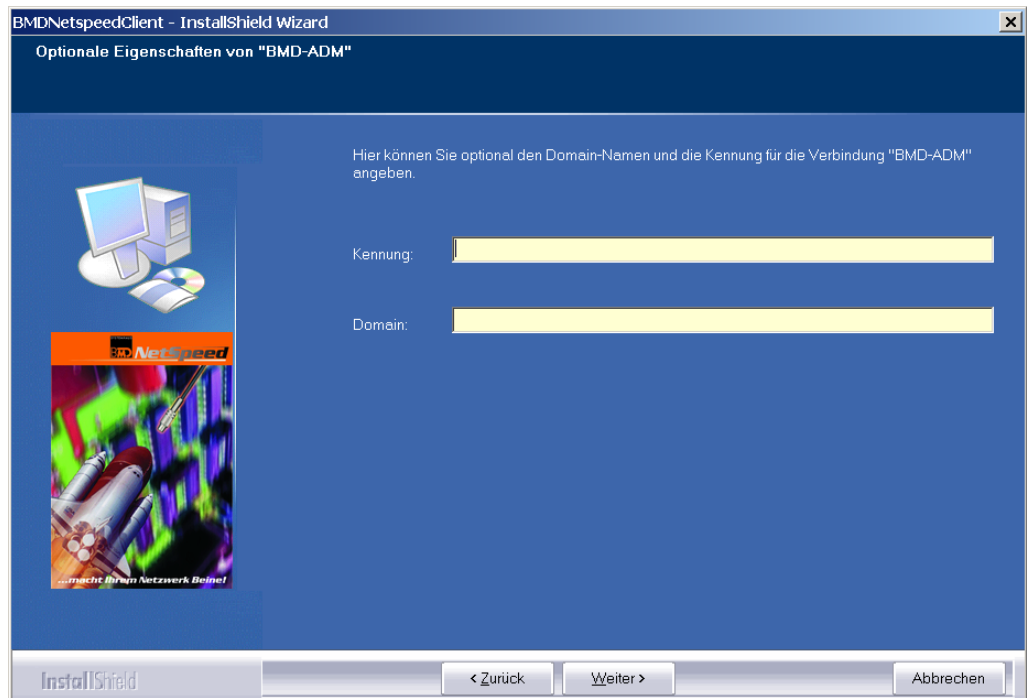 BMDNetspeedClient - InstallShield Wizard
Optionale Eigenschaften von "BMD-ADM"
Hier können Sie optional den Domain-Namen und die Kennung für die Verbindung "BMD-ADM"
angeben.
Kennung:
Domain:
BMD NetSpeed
...macht Ihrem Netzwerk Beine!
InstallShield
< Zurück
Weiter >
Abbrechen